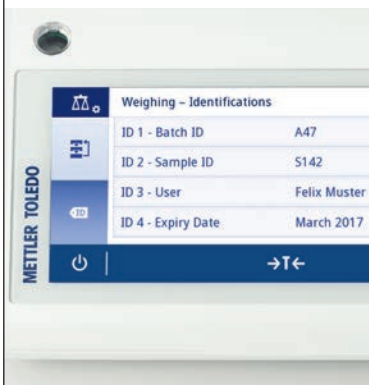 Weighing – Identifications
ID 1 - Batch ID A47
ID 2 - Sample ID S142
ID 3 - User Felix Muster
ID 4 - Expiry Date March 2017
ID
METTLER TOLEDO
→T←